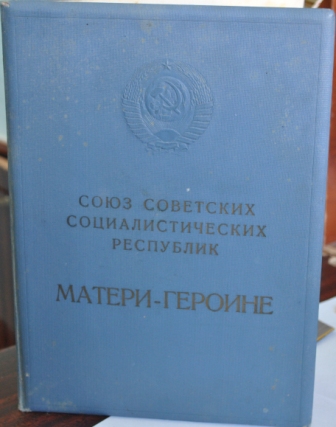 СОЮЗ СОВЕТСКИХ
СОЦИАЛИСТИЧЕСКИХ
РЕСПУБЛИК
МАТЕРИ-ГЕРОИНЕ